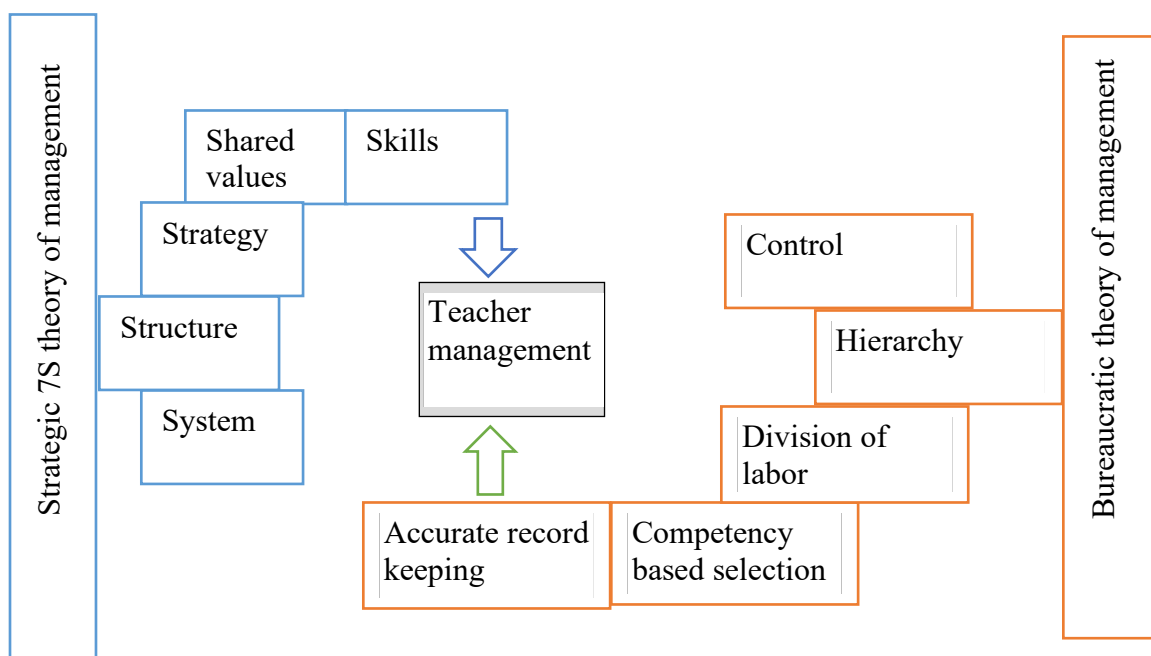 Strategic 7S theory of management
Shared
values
Skills
Strategy
Structure
System
Teacher
management
Control
Hierarchy
Division of
labor
Accurate record
keeping
Competency
based selection
Bureaucratic theory of management